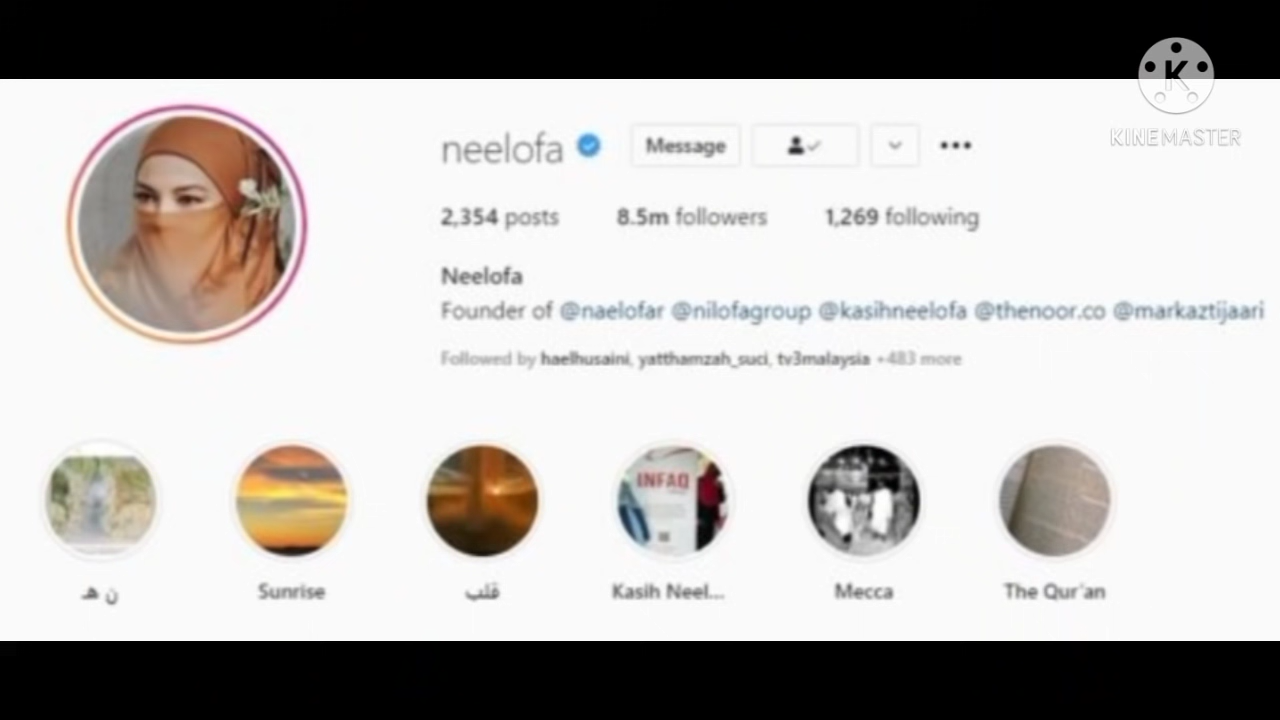 KINEMASTER
neelofa Message
2,354 posts 8.5m followers 1,269 following
Neelofa
Founder of @naelofar @nilofagroup @kasihneelofa @thenoor.co @markaztijaari
Followed by haelhusaini, yatthamzah_suci, tv3malaysia +483 more
INFAQ
ن هـ Sunrise قلب Kasih Neel... Mecca The Qur'an